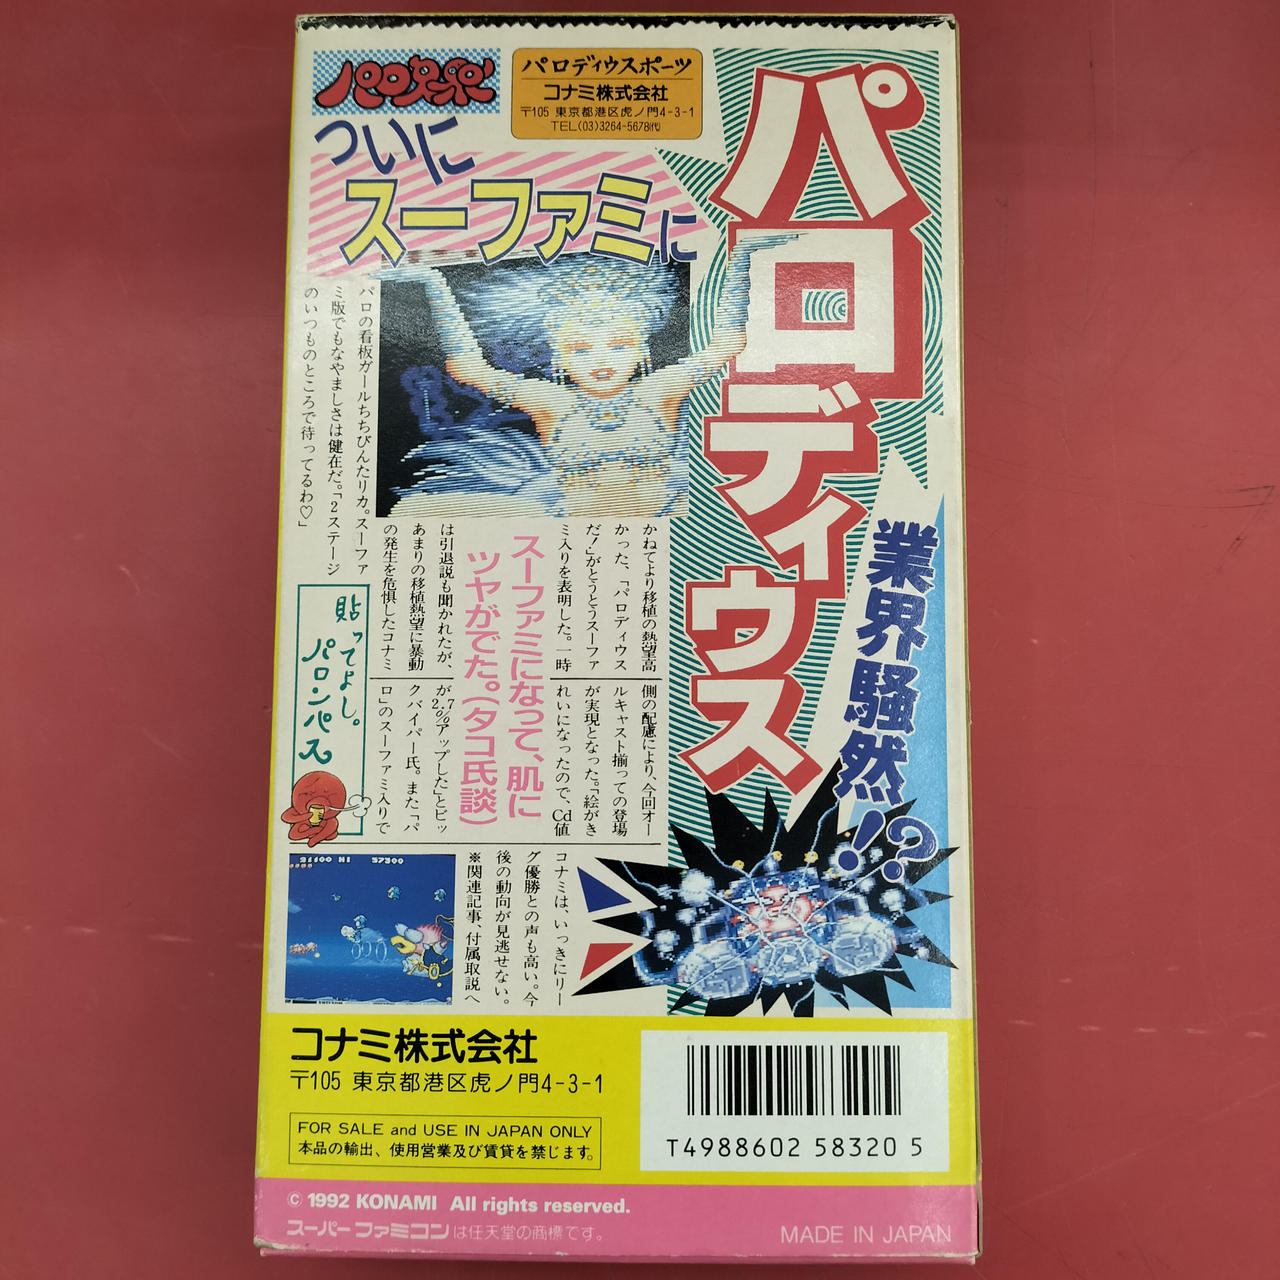 パロ兄米
パロディウスポーツ
コナミ株式会社
〒105 東京都港区虎ノ門4-3-1
TEL(03)3264-5678(代)
ついに
スーファミに
パロディウス
業界騒然!?
パロの看板ガールちちびんたリカ。スーファ
ミ版でもなやましさは健在だ。「2ステージ
のいつものところで待ってるわ♡」
かねてより移植の熱望高
かった、「パロディウス
だ!」がとうとうスーファ
ミ入りを表明した。一時
は引退説も聞かれたが、
あまりの移植熱望に暴動
の発生を危惧したコナミ
側の配慮により、今回オー
ルキャスト揃っての登場
が実現となった。「絵がき
れいになったので、Cd値
が2.7%アップした」とビッ
クバイパー氏。また「パ
ロ」のスーファミ入りで
コナミは、いっきにリー
グ優勝との声も高い。今
後の動向が見逃せない。
※関連記事、付属取説へ
スーファミになって、肌に
ツヤがでた。(タコ氏談)
貼ってよし。
パロンパス
21100 HI 57300
コナミ株式会社
〒105 東京都港区虎ノ門4-3-1
FOR SALE and USE IN JAPAN ONLY
本品の輸出、使用営業及び賃貸を禁じます。
T4988602 58320 5
© 1992 KONAMI All rights reserved.
スーパーファミコンは任天堂の商標です。
MADE IN JAPAN